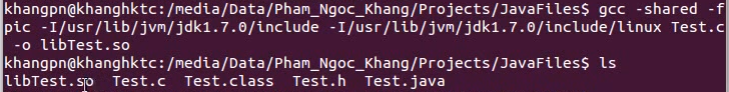 khangpn@khanghktc:/media/Data/Pham_Ngoc_Khang/Projects/JavaFiles$ gcc -shared -f
pic -I/usr/lib/jvm/jdk1.7.0/include -I/usr/lib/jvm/jdk1.7.0/include/linux Test.c
 -o libTest.so
khangpn@khanghktc:/media/Data/Pham_Ngoc_Khang/Projects/JavaFiles$ ls
libTest.so  Test.c  Test.class  Test.h  Test.java